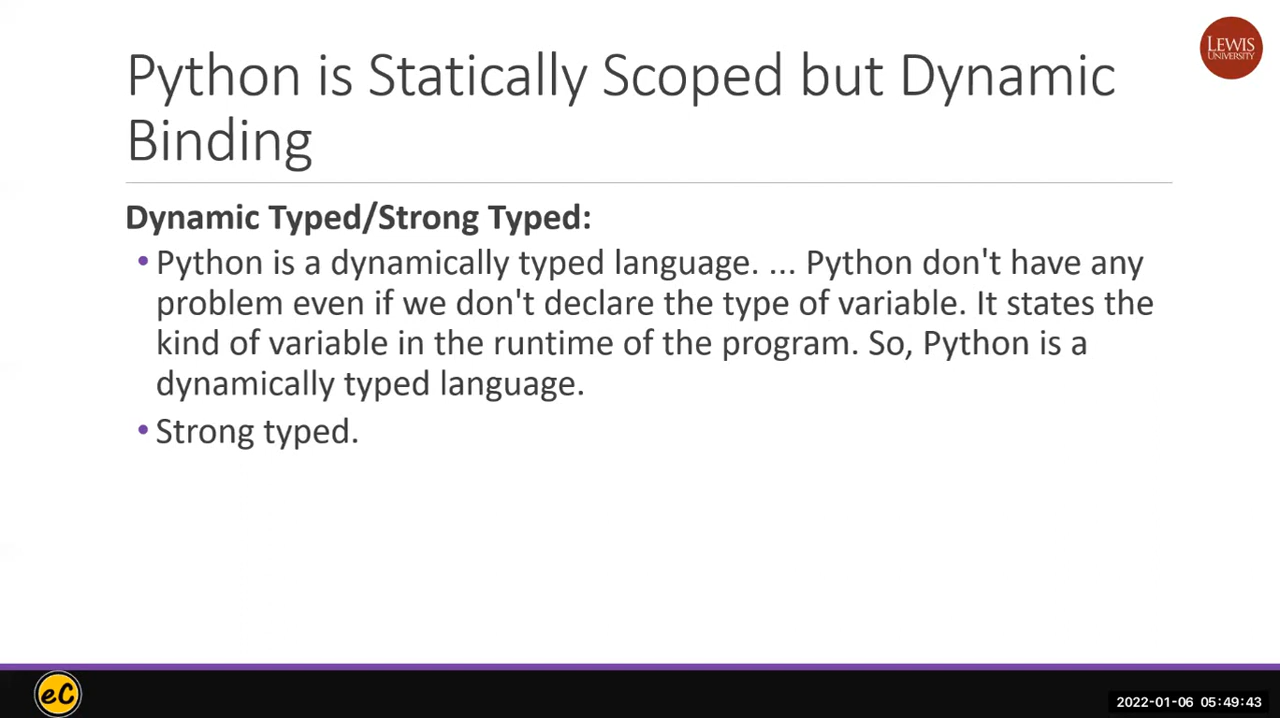 LEWIS
UNIVERSITY
Python is Statically Scoped but Dynamic
Binding
Dynamic Typed/Strong Typed:
• Python is a dynamically typed language. ... Python don't have any
problem even if we don't declare the type of variable. It states the
kind of variable in the runtime of the program. So, Python is a
dynamically typed language.
• Strong typed.
eC
2022-01-06 05:49:43